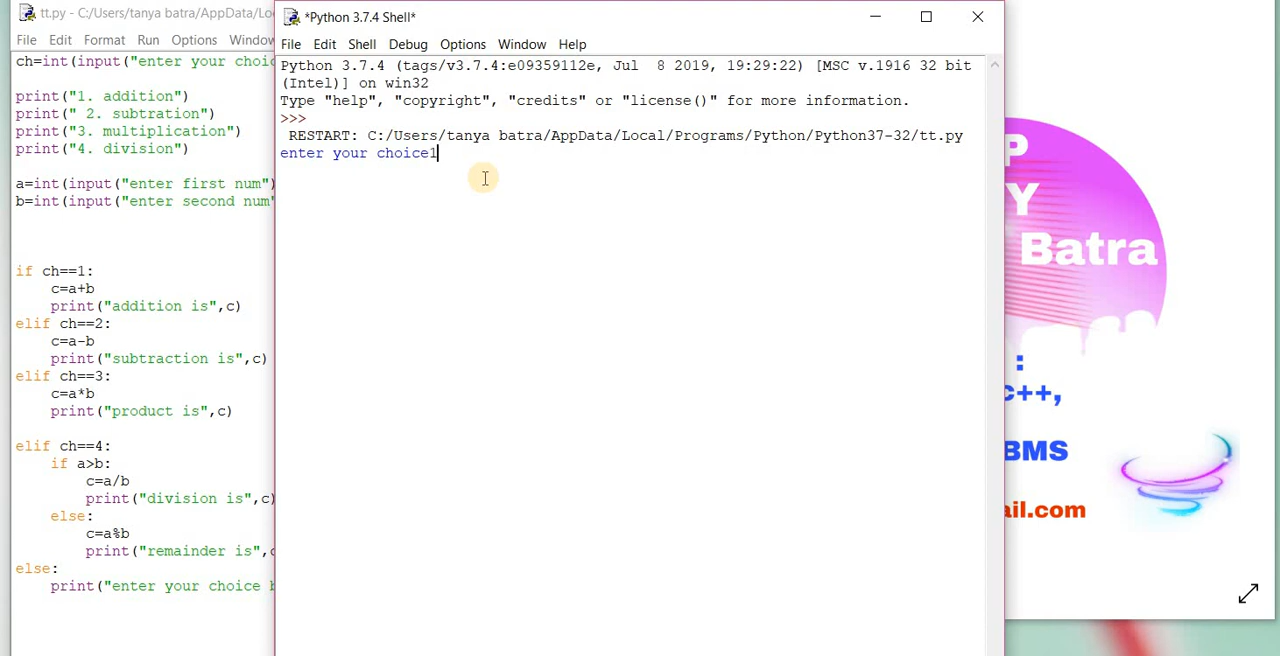 tt.py - C:/Users/tanya batra/AppData/Lo
File Edit Format Run Options Window
ch=int(input("enter your choic
print("1. addition")
print(" 2. subtration")
print("3. multiplication")
print("4. division")
a=int(input("enter first num")
b=int(input("enter second num"
if ch==1:
c=a+b
print("addition is",c)
elif ch==2:
c=a-b
print("subtraction is",c)
elif ch==3:
c=a*b
print("product is",c)
elif ch==4:
if a>b:
c=a/b
print("division is",c)
else:
c=a%b
print("remainder is",c
else:
print("enter your choice b
*Python 3.7.4 Shell*
File Edit Shell Debug Options Window Help
Python 3.7.4 (tags/v3.7.4:e09359112e, Jul 8 2019, 19:29:22) [MSC v.1916 32 bit
(Intel)] on win32
Type "help", "copyright", "credits" or "license()" for more information.
>>>
RESTART: C:/Users/tanya batra/AppData/Local/Programs/Python/Python37-32/tt.py
enter your choice1
P
Y
Batra
:
c++,
BMS
ail.com